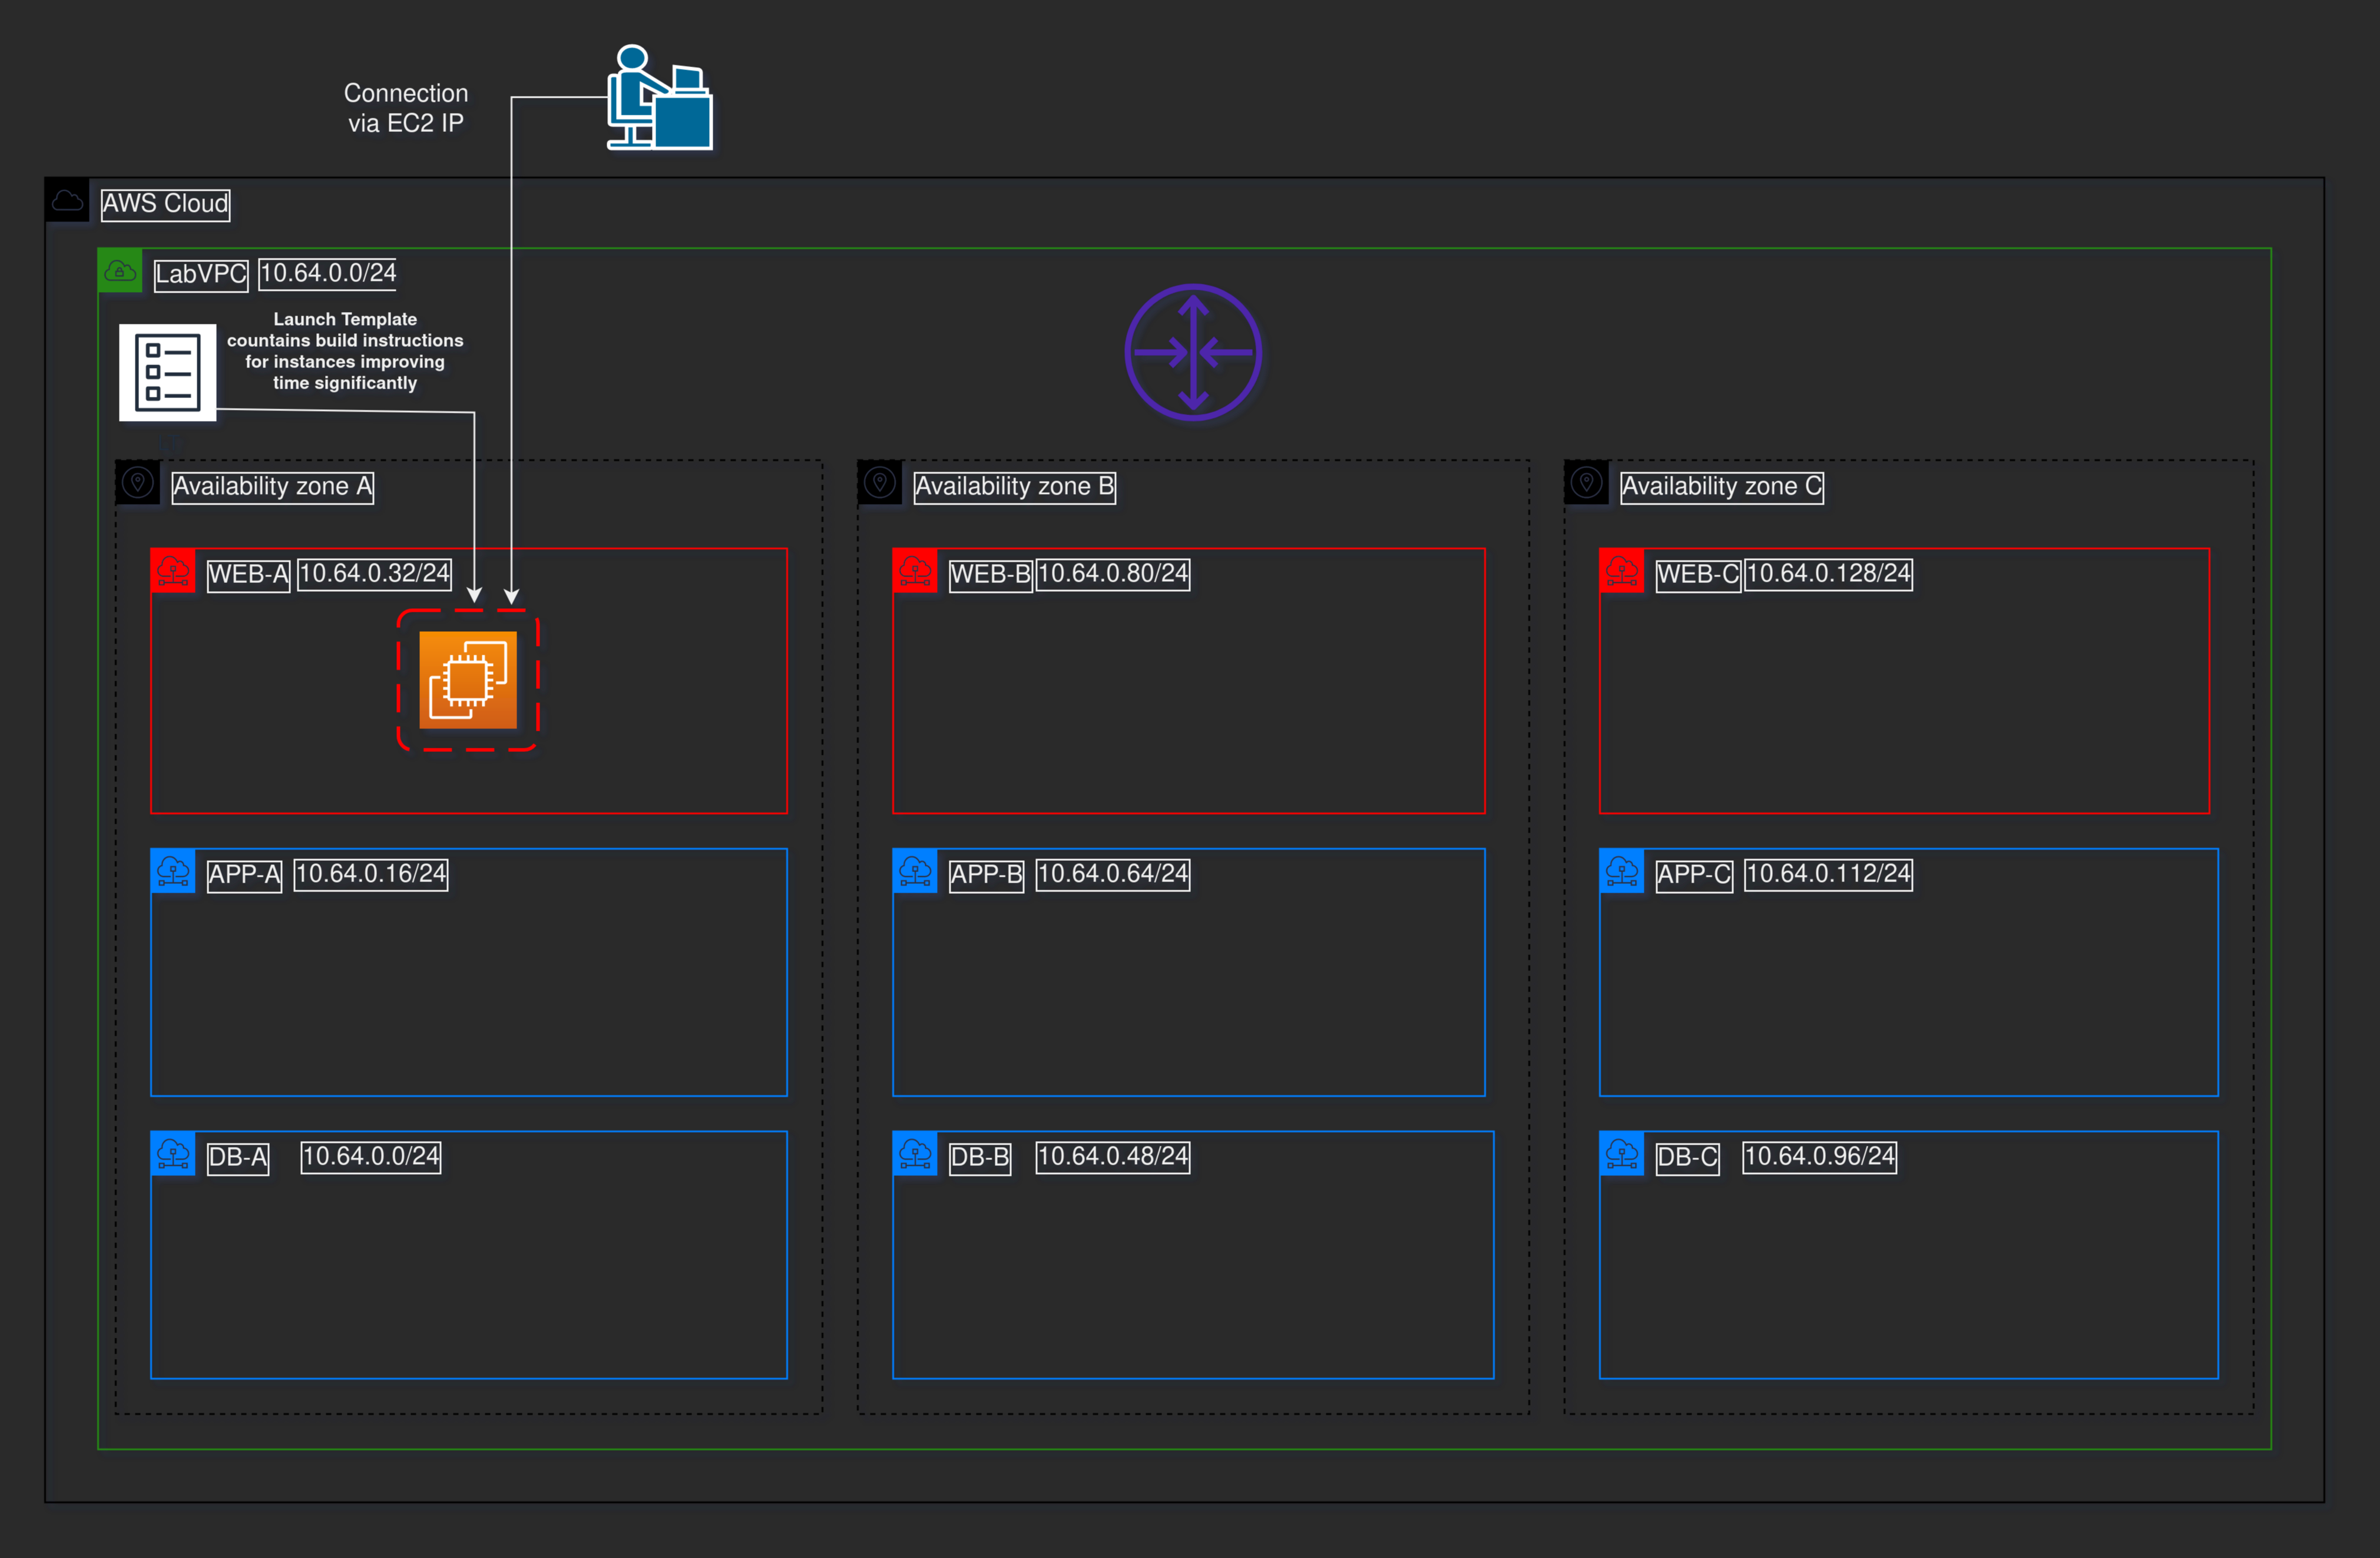 Connection
via EC2 IP
AWS Cloud
LabVPC 10.64.0.0/24
Launch Template
countains build instructions
for instances improving
time significantly
Availability zone A
Availability zone B
Availability zone C
WEB-A 10.64.0.32/24
WEB-B 10.64.0.80/24
WEB-C 10.64.0.128/24
APP-A 10.64.0.16/24
APP-B 10.64.0.64/24
APP-C 10.64.0.112/24
DB-A 10.64.0.0/24
DB-B 10.64.0.48/24
DB-C 10.64.0.96/24